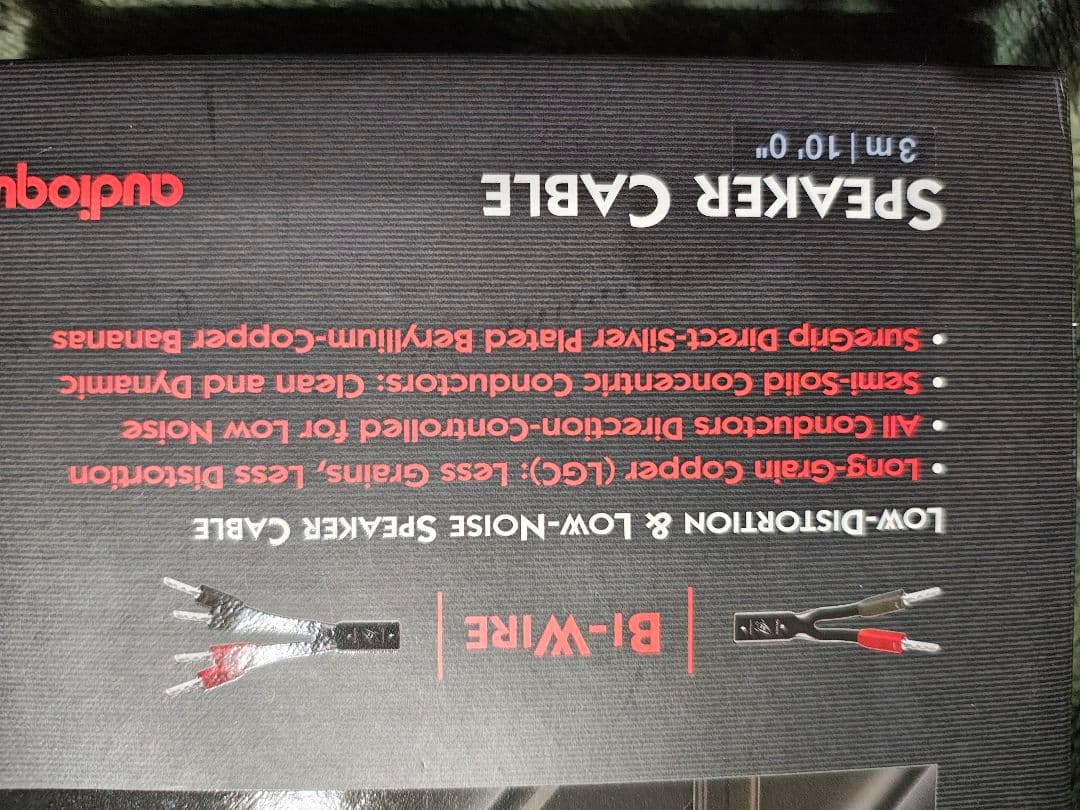 BI-WIRE
LOW-DISTORTION & LOW-NOISE SPEAKER CABLE
• Long-Grain Copper (LGC): Less Grains, Less Distortion
• All Conductors Direction-Controlled for Low Noise
• Semi-Solid Concentric Conductors: Clean and Dynamic
• SureGrip Direct-Silver Plated Beryllium-Copper Bananas
SPEAKER CABLE audioqu
3 m | 10' 0"